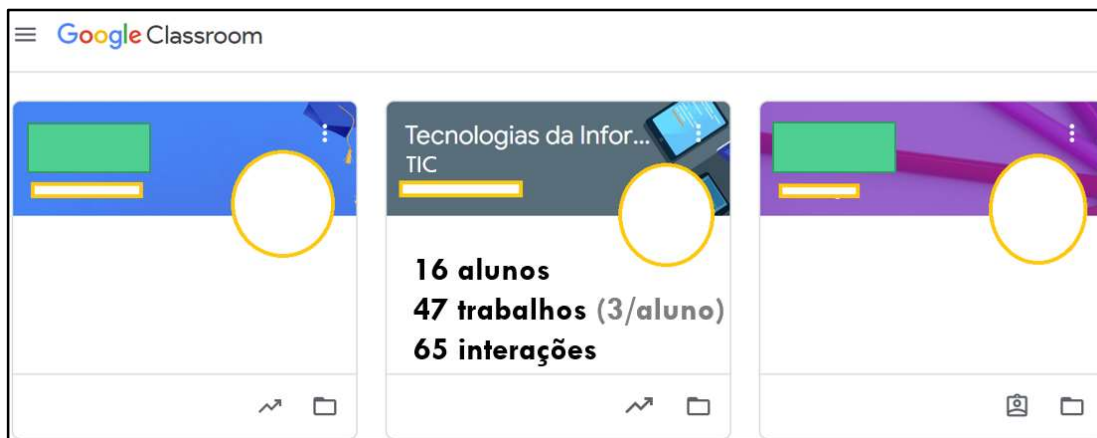 Google Classroom
Tecnologias da Infor...
TIC
16 alunos
47 trabalhos (3/aluno)
65 interações